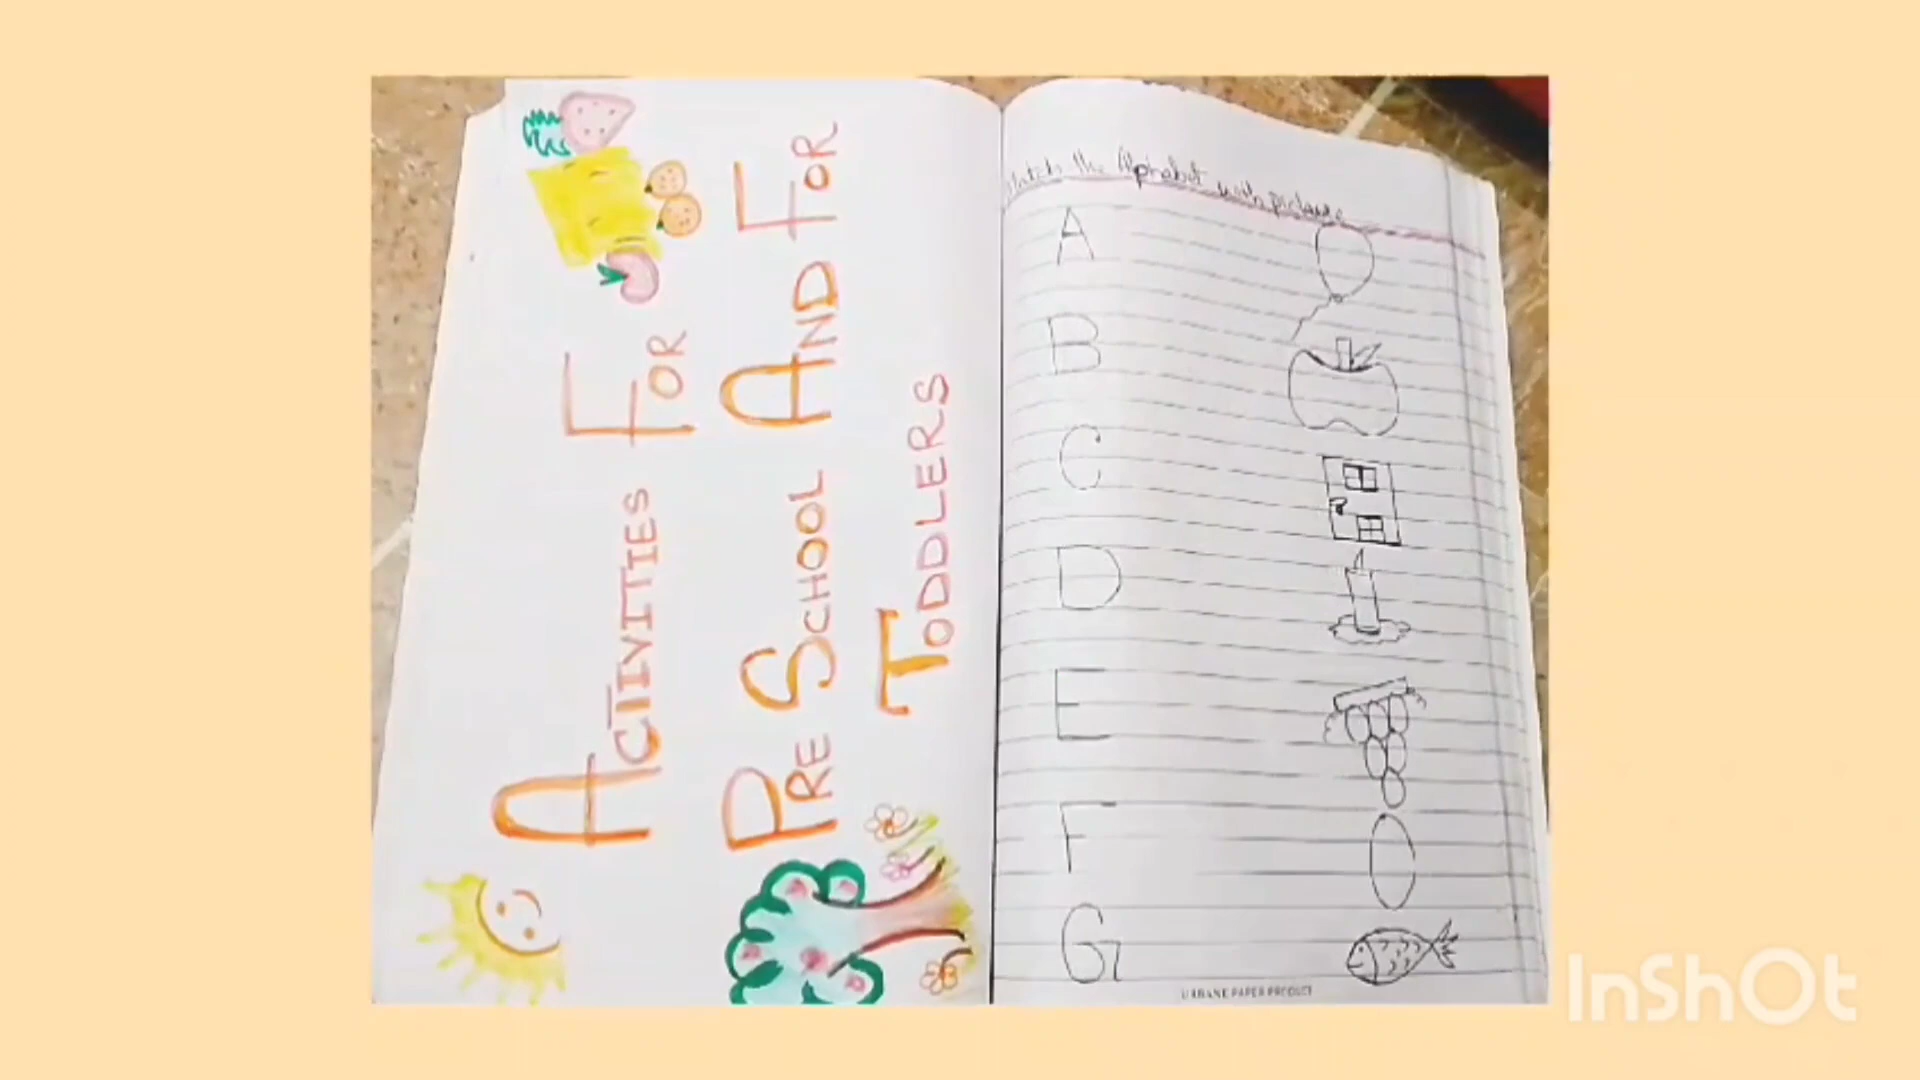 ACTIVITIES FOR
PRE SCHOOL AND FOR
TODDLERS
Match the Alphabet with picture
A
B
C
D
E
F
G
URBANE PAPER PRODUCT
InShOt